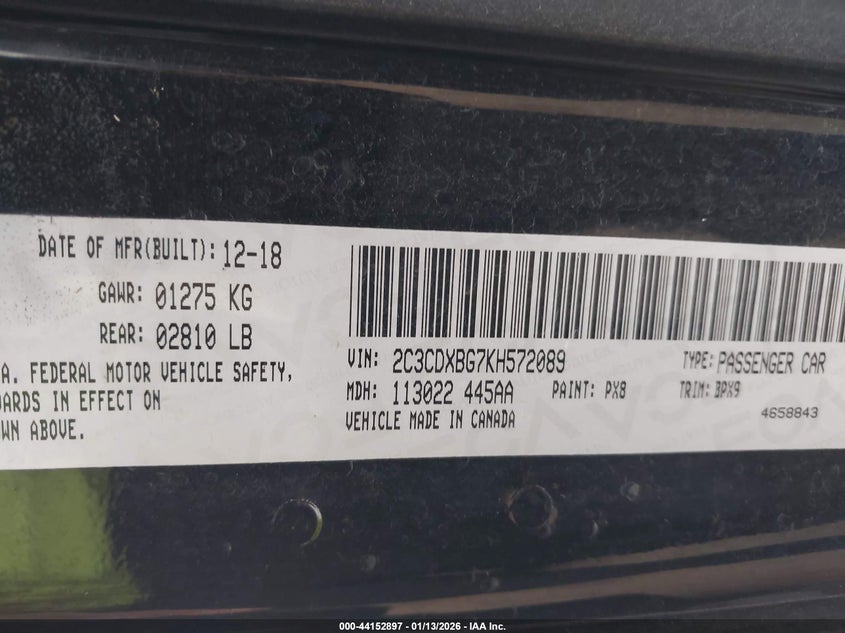 DATE OF MFR(BUILT): 12-18
GAWR: 01275 KG
REAR: 02810 LB
A. FEDERAL MOTOR VEHICLE SAFETY,
DARDS IN EFFECT ON
WN ABOVE.
VIN: 2C3CDXBG7KH572089
TYPE: PASSENGER CAR
MDH: 113022 445AA
PAINT: PX8
TRIM: BPX9
VEHICLE MADE IN CANADA
4658843
000-44152897 - 01/13/2026 - IAA Inc.